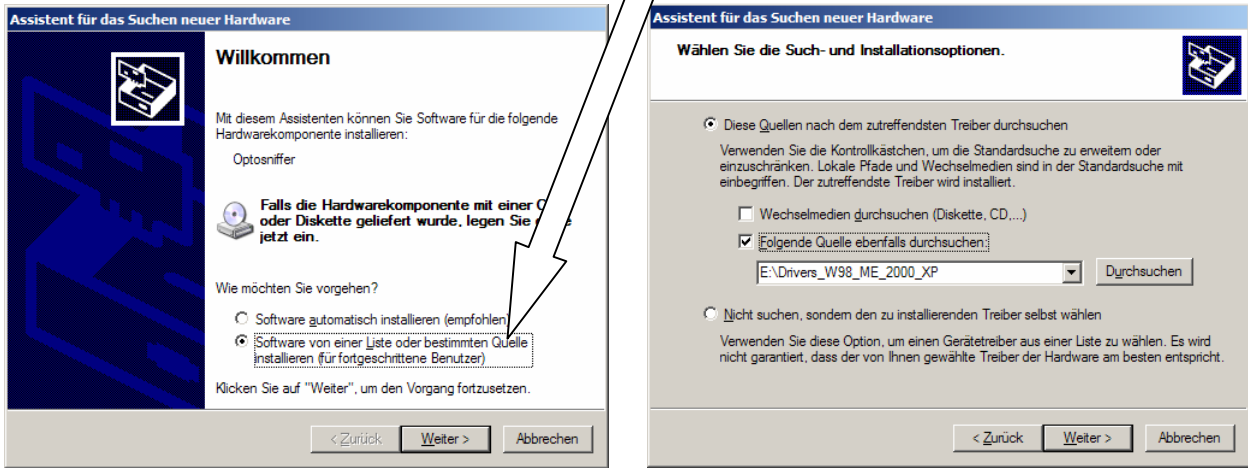 Assistent für das Suchen neuer Hardware
Willkommen
Mit diesem Assistenten können Sie Software für die folgende
Hardwarekomponente installieren:
Optosniffer
Falls die Hardwarekomponente mit einer
oder Diskette geliefert wurde, legen Sie
jetzt ein.
Wie möchten Sie vorgehen?
Software automatisch installieren (empfohlen)
Software von einer Liste oder bestimmten Quelle
installieren (für fortgeschrittene Benutzer)
Klicken Sie auf "Weiter", um den Vorgang fortzusetzen.
< Zurück
Weiter >
Abbrechen
Assistent für das Suchen neuer Hardware
Wählen Sie die Such- und Installationsoptionen.
Diese Quellen nach dem zutreffendsten Treiber durchsuchen
Verwenden Sie die Kontrollkästchen, um die Standardsuche zu erweitern oder
einzuschränken. Lokale Pfade und Wechselmedien sind in der Standardsuche mit
einbegriffen. Der zutreffendste Treiber wird installiert.
Wechselmedien durchsuchen (Diskette, CD,...)
Folgende Quelle ebenfalls durchsuchen:
E:\Drivers_W98_ME_2000_XP
Durchsuchen
Nicht suchen, sondern den zu installierenden Treiber selbst wählen
Verwenden Sie diese Option, um einen Gerätetreiber aus einer Liste zu wählen. Es wird
nicht garantiert, dass der von Ihnen gewählte Treiber der Hardware am besten entspricht.
< Zurück
Weiter >
Abbrechen